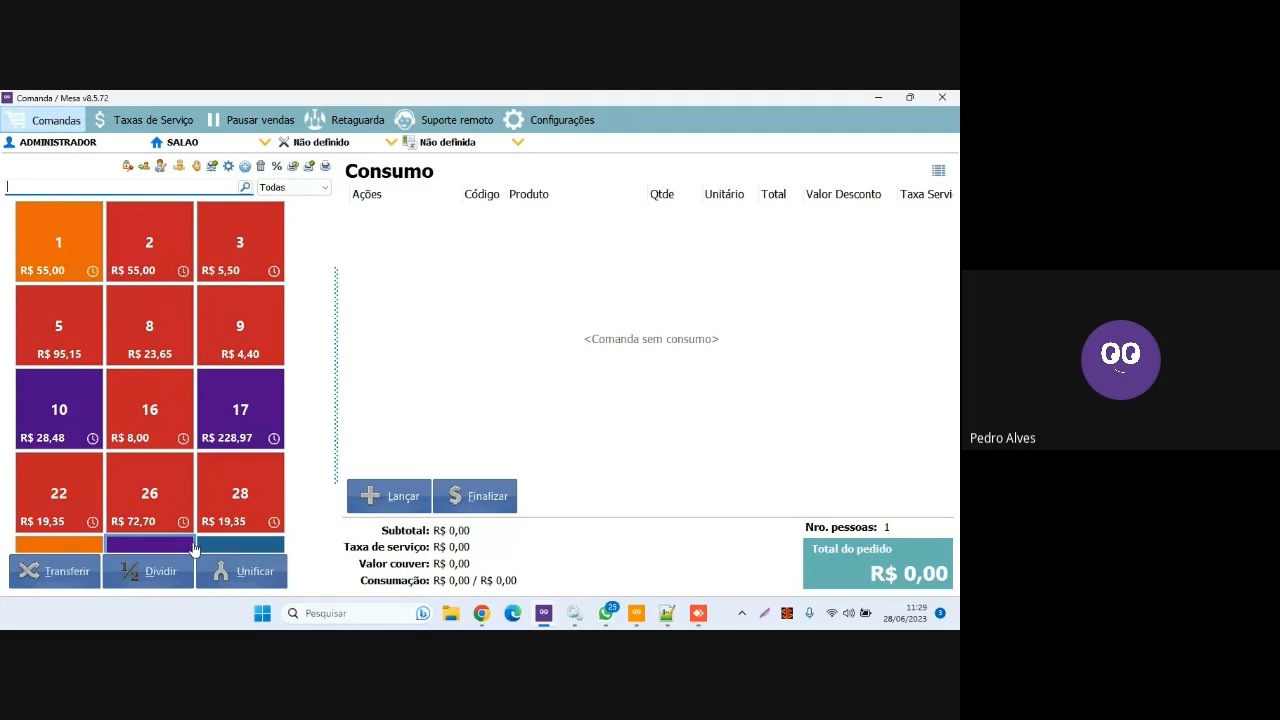 Comanda / Mesa v8.5.72
Comandas Taxas de Serviço Pausar vendas Retaguarda Suporte remoto Configurações
ADMINISTRADOR SALAO Não definido Não definida
Todas
Consumo
Ações Código Produto Qtde Unitário Total Valor Desconto Taxa Servi
1 2 3
R$ 55,00 R$ 55,00 R$ 5,50
5 8 9
R$ 95,15 R$ 23,65 R$ 4,40
<Comanda sem consumo>
10 16 17
R$ 28,48 R$ 8,00 R$ 228,97
22 26 28
R$ 19,35 R$ 72,70 R$ 19,35
Lançar Finalizar
Transferir ½ Dividir Unificar
Subtotal: R$ 0,00
Taxa de serviço: R$ 0,00
Valor couver: R$ 0,00
Consumação: R$ 0,00 / R$ 0,00
Nro. pessoas: 1
Total do pedido
R$ 0,00
Pesquisar
25
11:29
28/06/2023
3
Pedro Alves